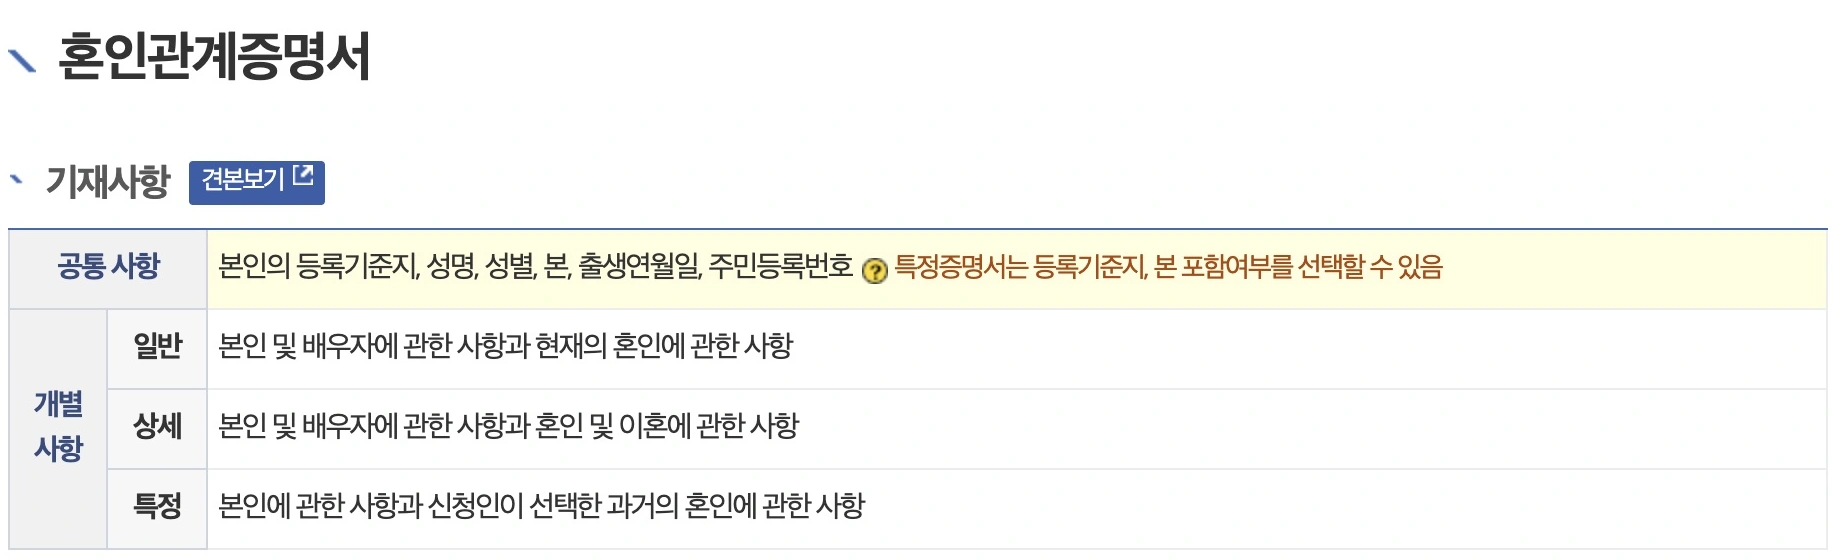 혼인관계증명서
기재사항 견본보기
공통 사항 본인의 등록기준지, 성명, 성별, 본, 출생연월일, 주민등록번호 ? 특정증명서는 등록기준지, 본 포함여부를 선택할 수 있음
개별
사항
일반 본인 및 배우자에 관한 사항과 현재의 혼인에 관한 사항
상세 본인 및 배우자에 관한 사항과 혼인 및 이혼에 관한 사항
특정 본인에 관한 사항과 신청인이 선택한 과거의 혼인에 관한 사항